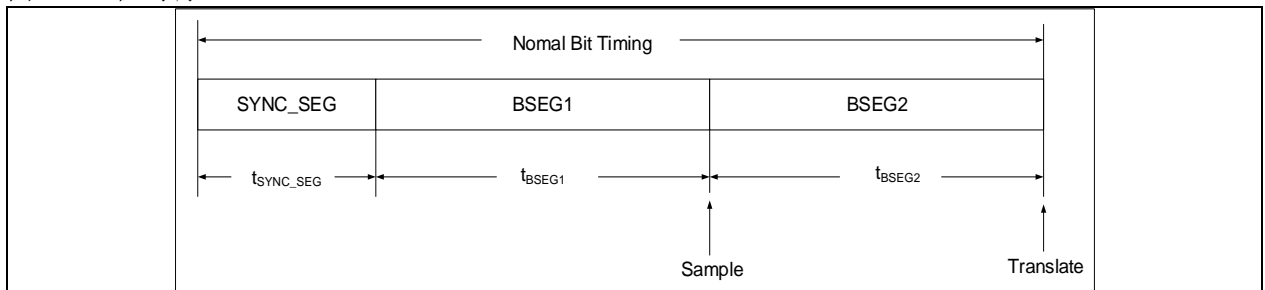 Nomal Bit Timing
SYNC_SEG BSEG1 BSEG2
tSYNC_SEG tBSEG1 tBSEG2
Sample Translate